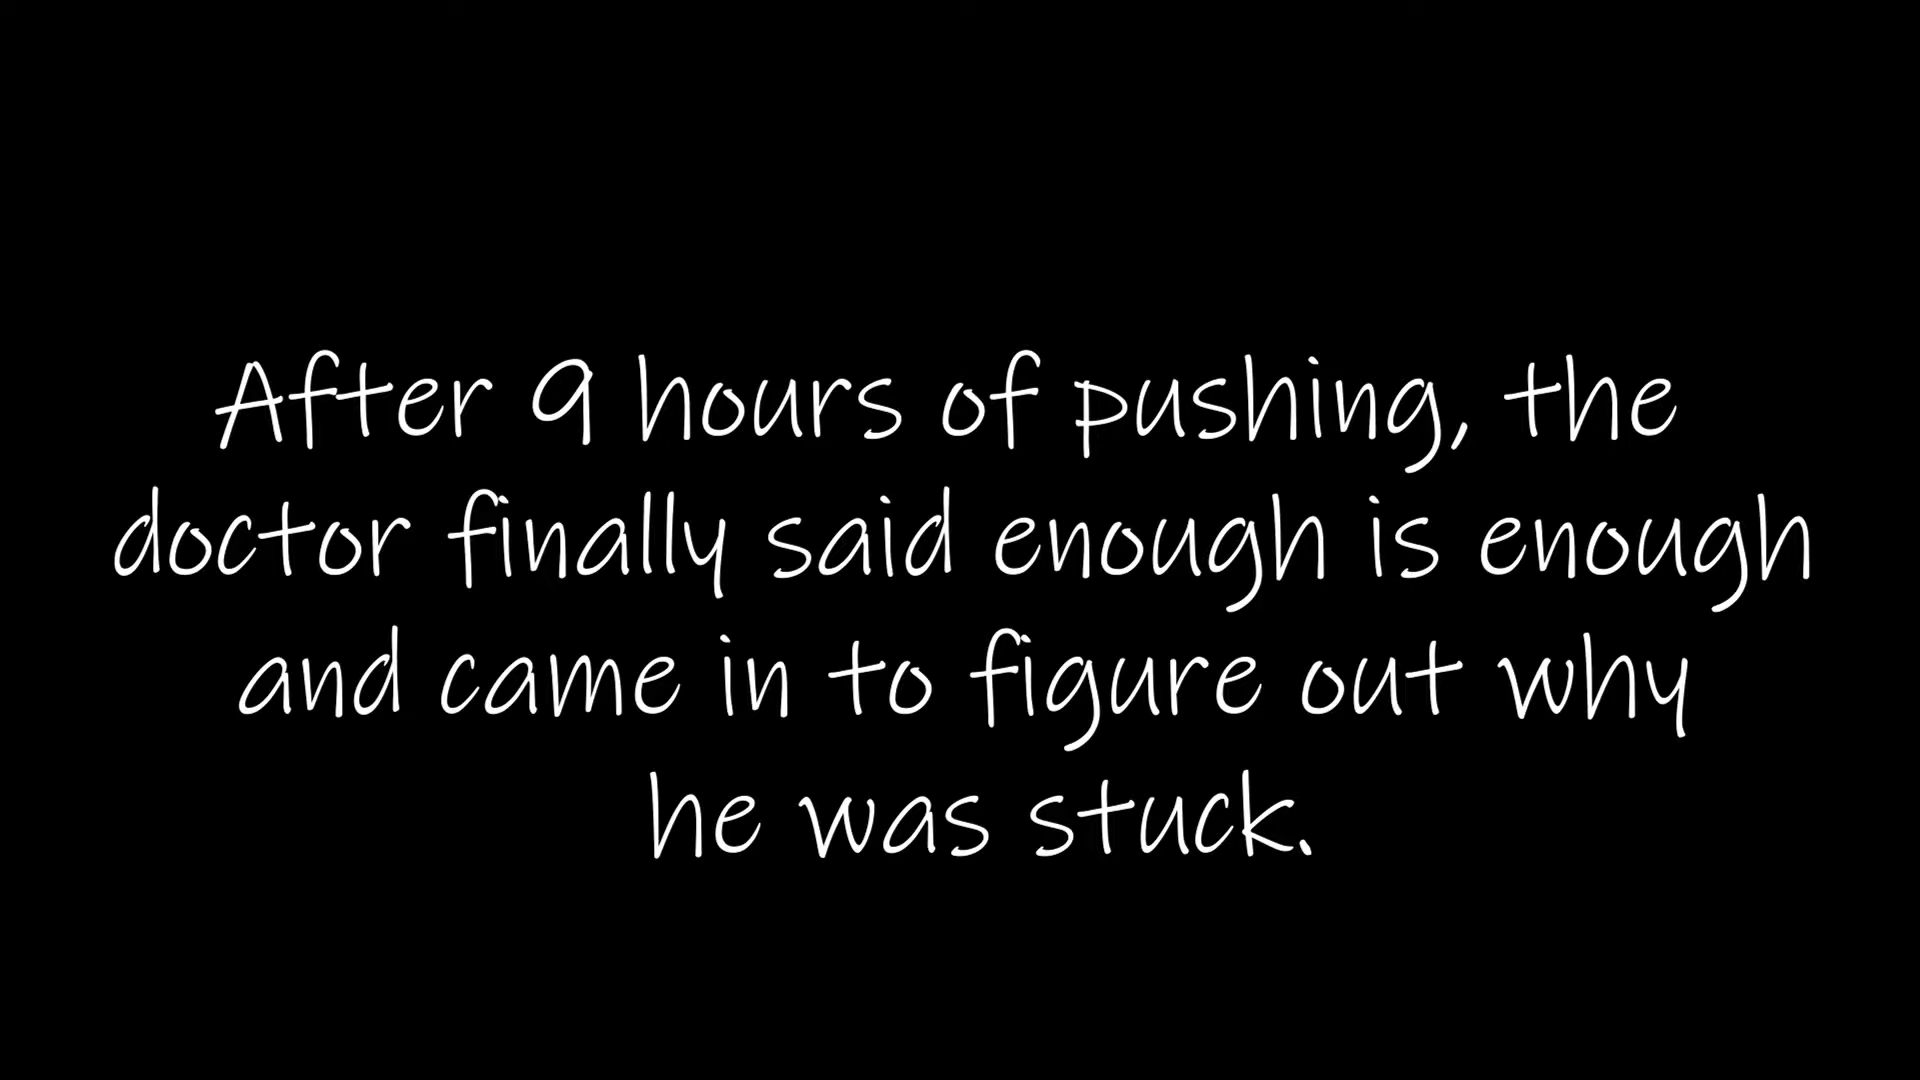 After 9 hours of pushing, the
doctor finally said enough is enough
and came in to figure out why
he was stuck.